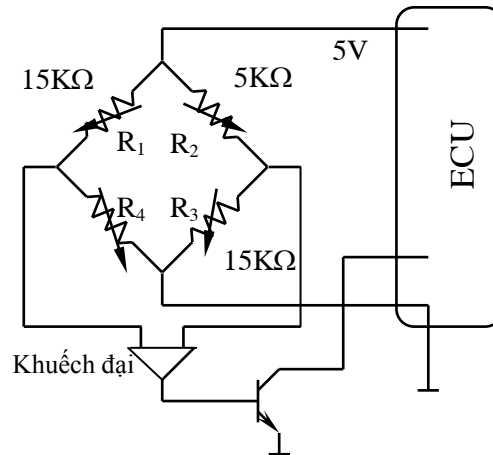 5V
15KΩ
5KΩ
R1
R2
ECU
R4
R3
15KΩ
Khuếch đại